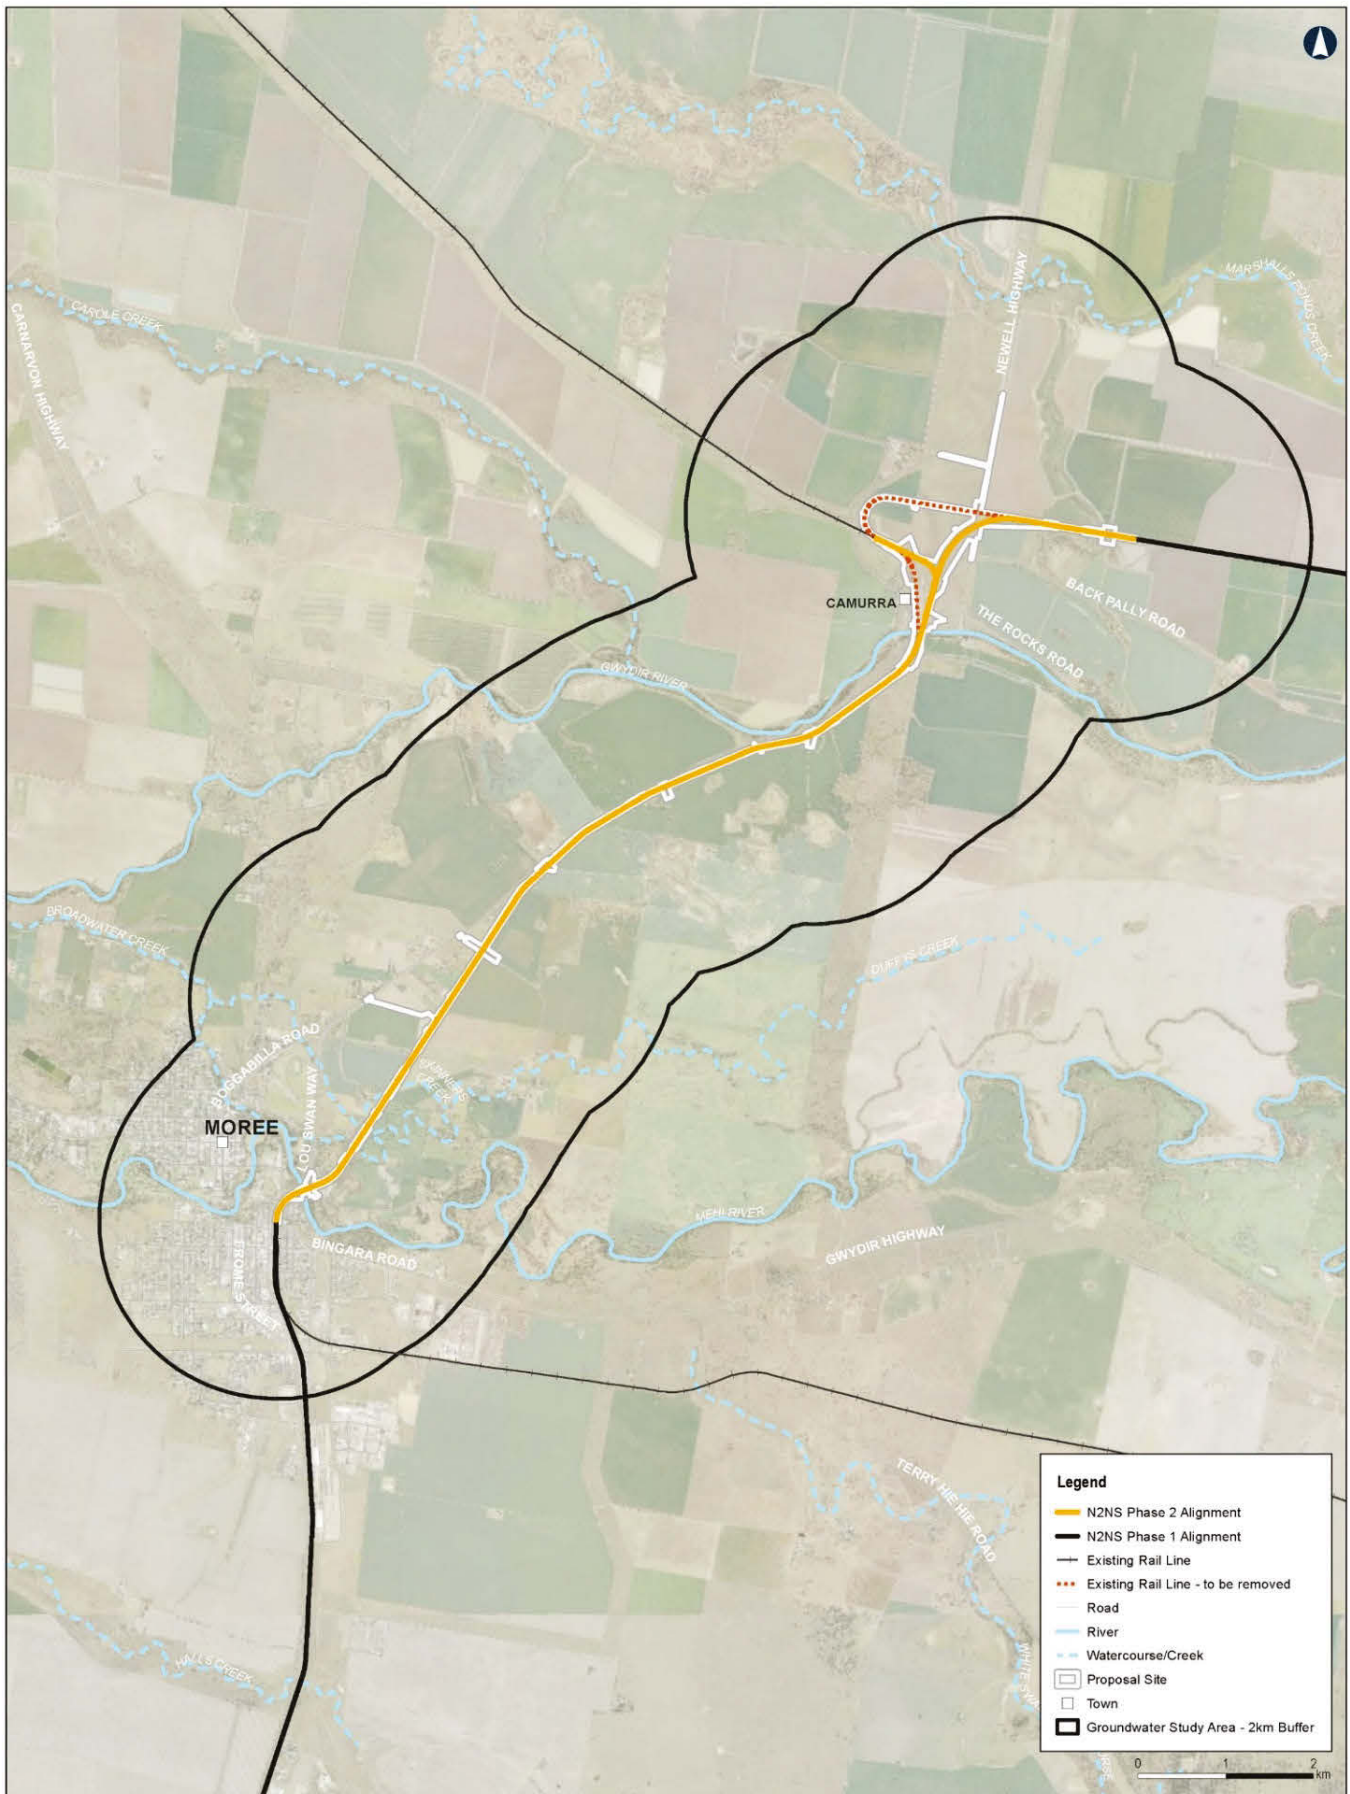 MARSHALLS PONDS CREEK
NEWELL HIGHWAY
CAROLE CREEK
CARNARVON HIGHWAY
CAMURRA
BACK PALLY ROAD
THE ROCKS ROAD
GWYDIR RIVER
BROADWATER CREEK
DUFFYS CREEK
BOGGABILLA ROAD
SKINNERS
CREEK
LOU SWAN WAY
MOREE
MEHI RIVER
GWYDIR HIGHWAY
BINGARA ROAD
FROME STREET
TERRY HIE HIE ROAD
HALLS CREEK
Legend
N2NS Phase 2 Alignment
N2NS Phase 1 Alignment
Existing Rail Line
Existing Rail Line - to be removed
Road
River
Watercourse/Creek
Proposal Site
Town
Groundwater Study Area - 2km Buffer
0 1 2
km